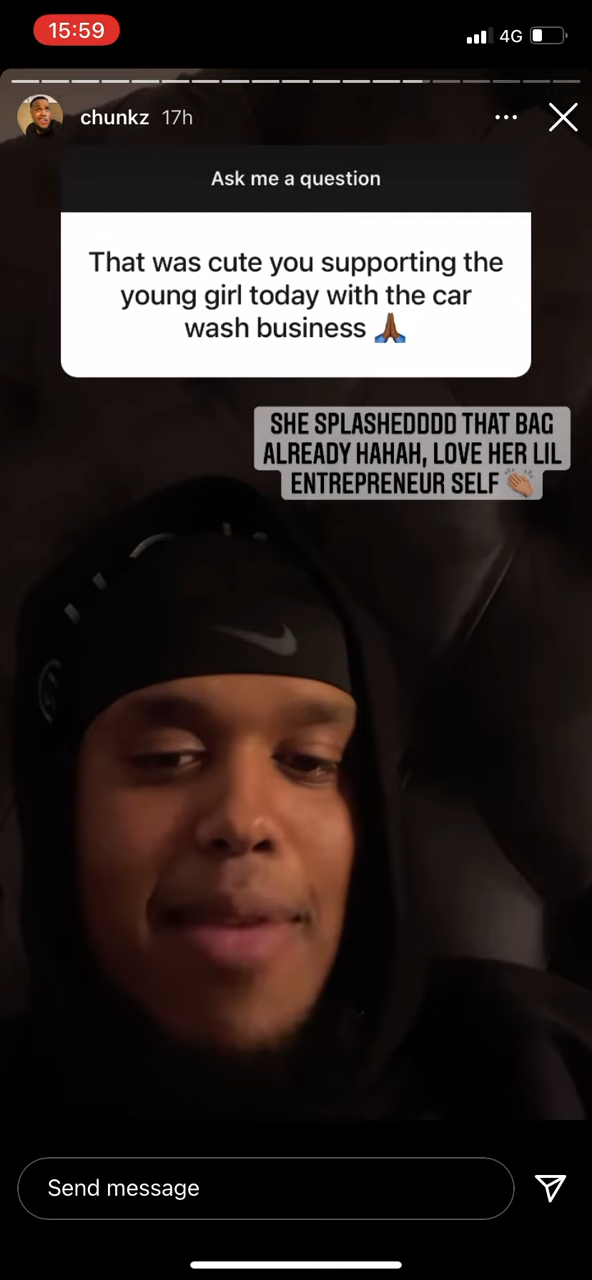 15:59
4G
chunkz 17h
Ask me a question
That was cute you supporting the
young girl today with the car
wash business 🙏🏾
SHE SPLASHEDDDD THAT BAG
ALREADY HAHAH, LOVE HER LIL
ENTREPRENEUR SELF 👏🏽
Send message